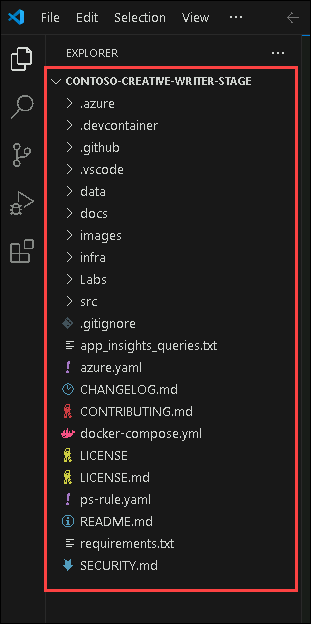 File Edit Selection ···
EXPLORER ···
CONTOSO-CREATIVE-WRITER-STAGE
.azure
.devcontainer
.github
.vscode
data
docs
images
infra
Labs
src
.gitignore
app_insights_queries.txt
azure.yaml
CHANGELOG.md
CONTRIBUTING.md
docker-compose.yml
LICENSE
LICENSE.md
ps-rule.yaml
README.md
requirements.txt
SECURITY.md